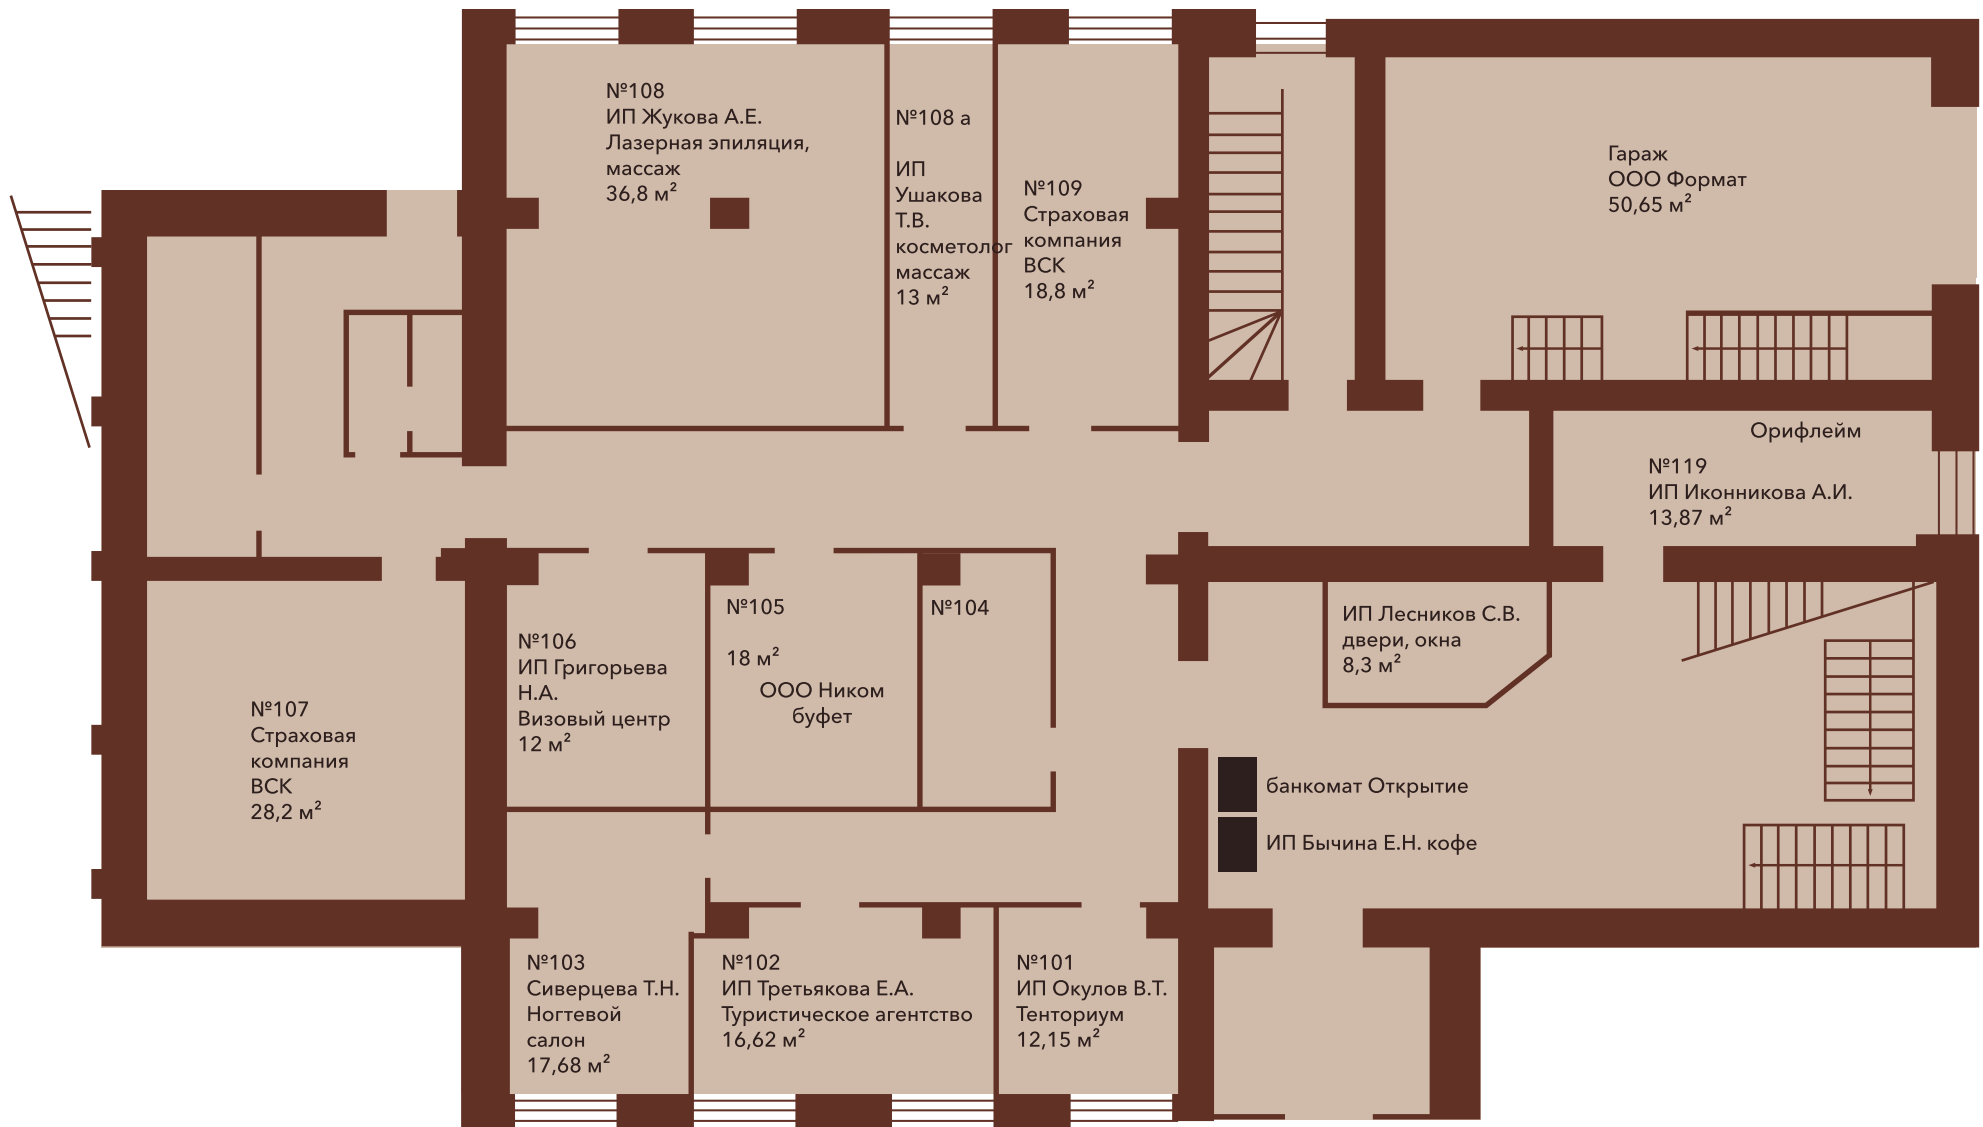 №108
ИП Жукова А.Е.
Лазерная эпиляция,
массаж
36,8 м²
№108 а
ИП
Ушакова
Т.В.
косметолог
массаж
13 м²
№109
Страховая
компания
ВСК
18,8 м²
Гараж
ООО Формат
50,65 м²
Орифлейм
№119
ИП Иконникова А.И.
13,87 м²
№107
Страховая
компания
ВСК
28,2 м²
№106
ИП Григорьева
Н.А.
Визовый центр
12 м²
№105
18 м²
ООО Ником
буфет
№104
ИП Лесников С.В.
двери, окна
8,3 м²
банкомат Открытие
ИП Бычина Е.Н. кофе
№103
Сиверцева Т.Н.
Ногтевой
салон
17,68 м²
№102
ИП Третьякова Е.А.
Туристическое агентство
16,62 м²
№101
ИП Окулов В.Т.
Тенториум
12,15 м²